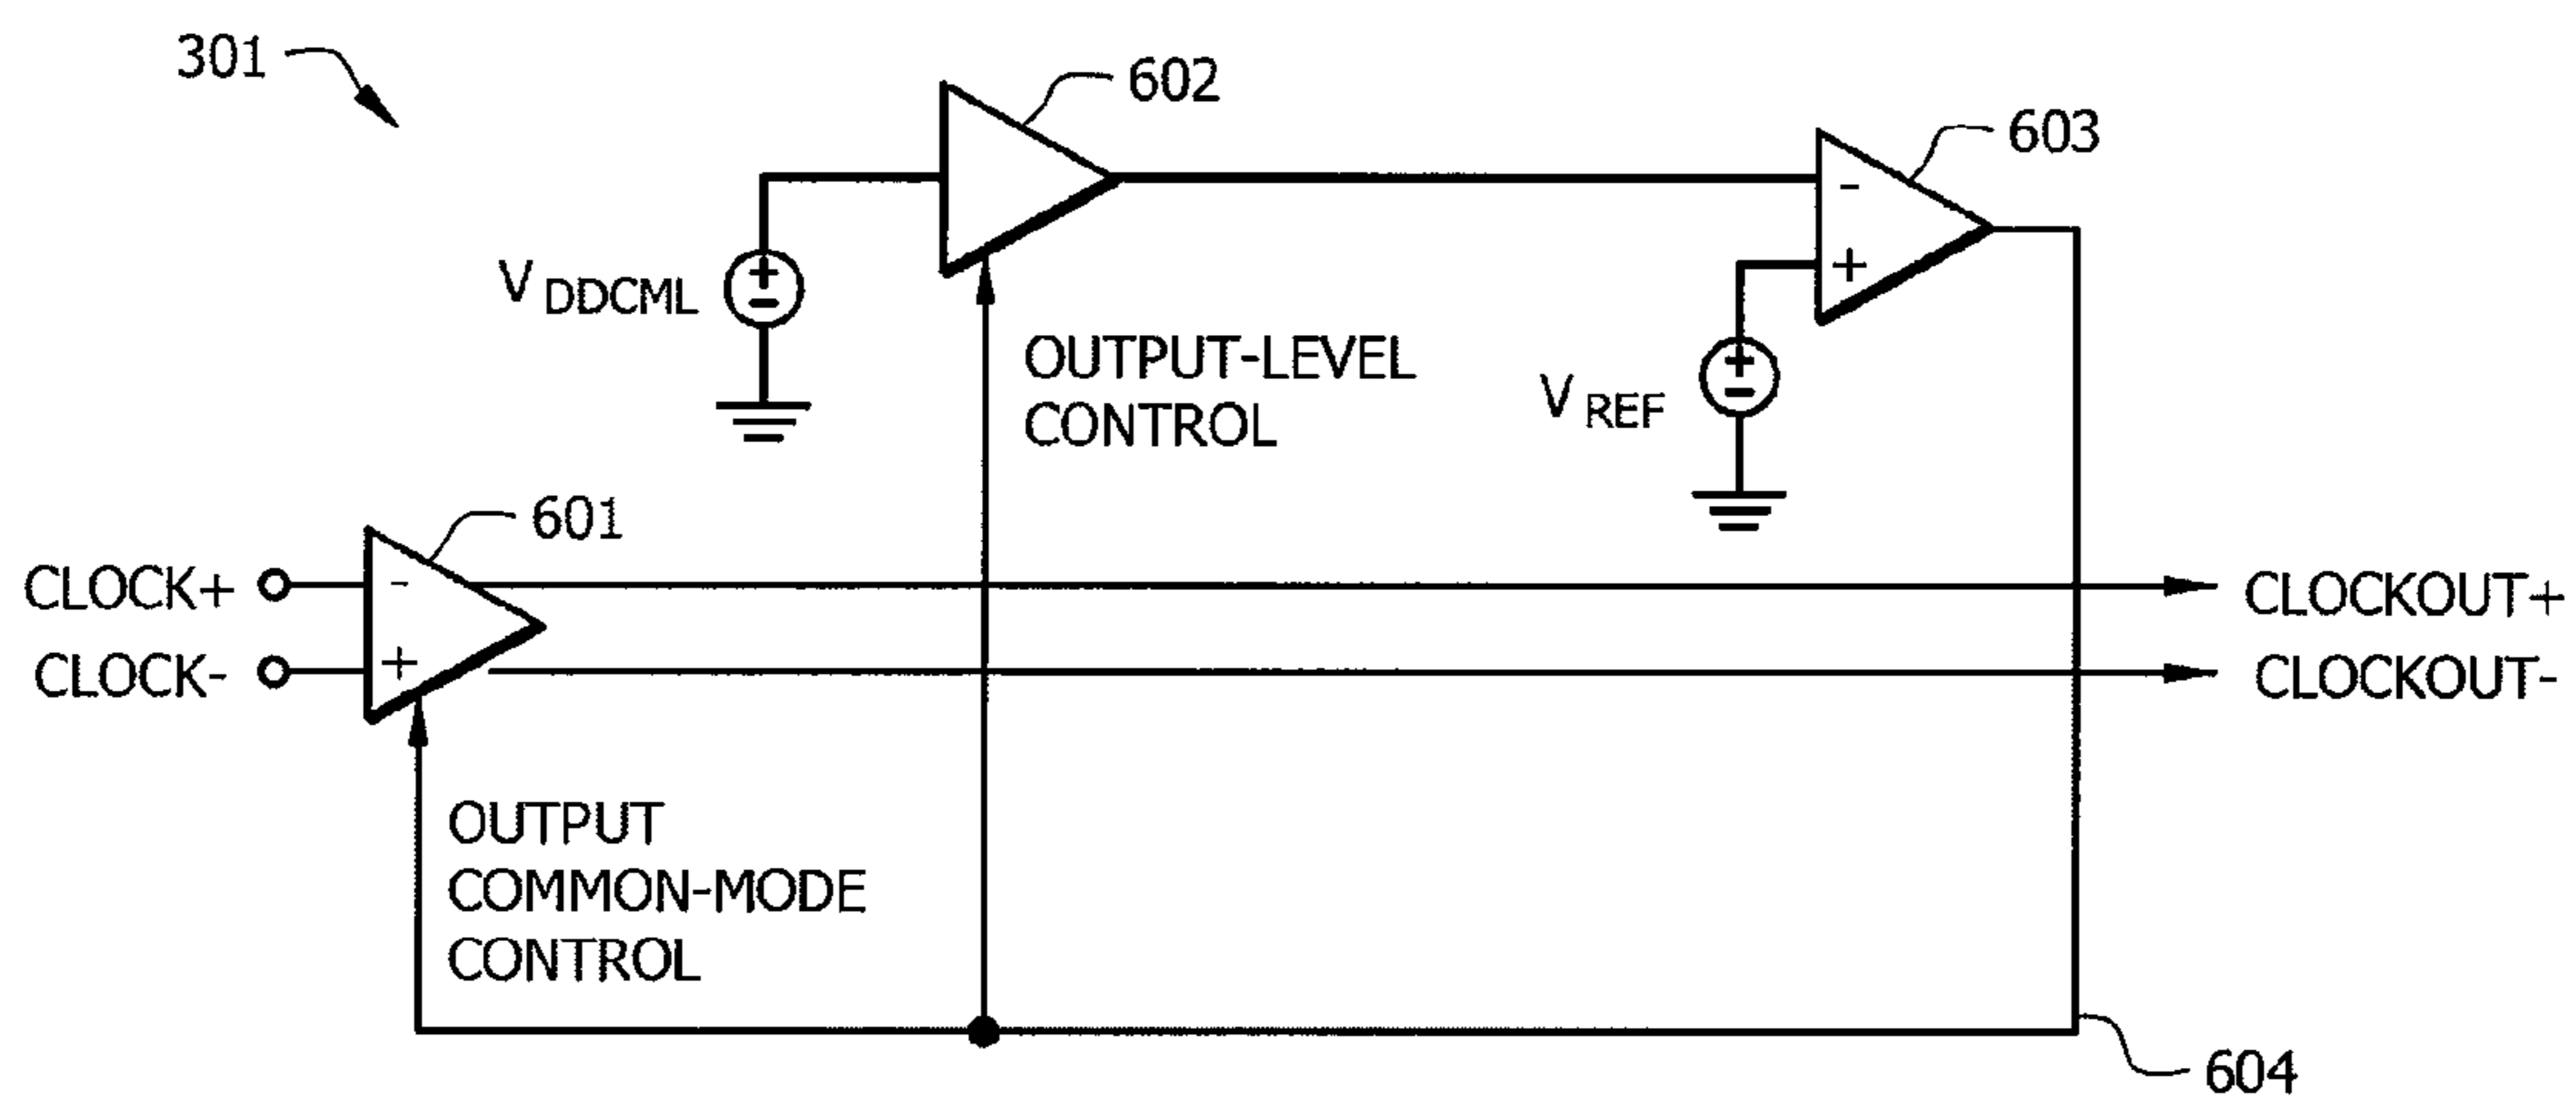 301
602
603
-
+
V DDCML
+
-
OUTPUT-LEVEL
CONTROL
V REF
+
-
601
CLOCK+
-
CLOCKOUT+
CLOCK-
+
CLOCKOUT-
OUTPUT
COMMON-MODE
CONTROL
604